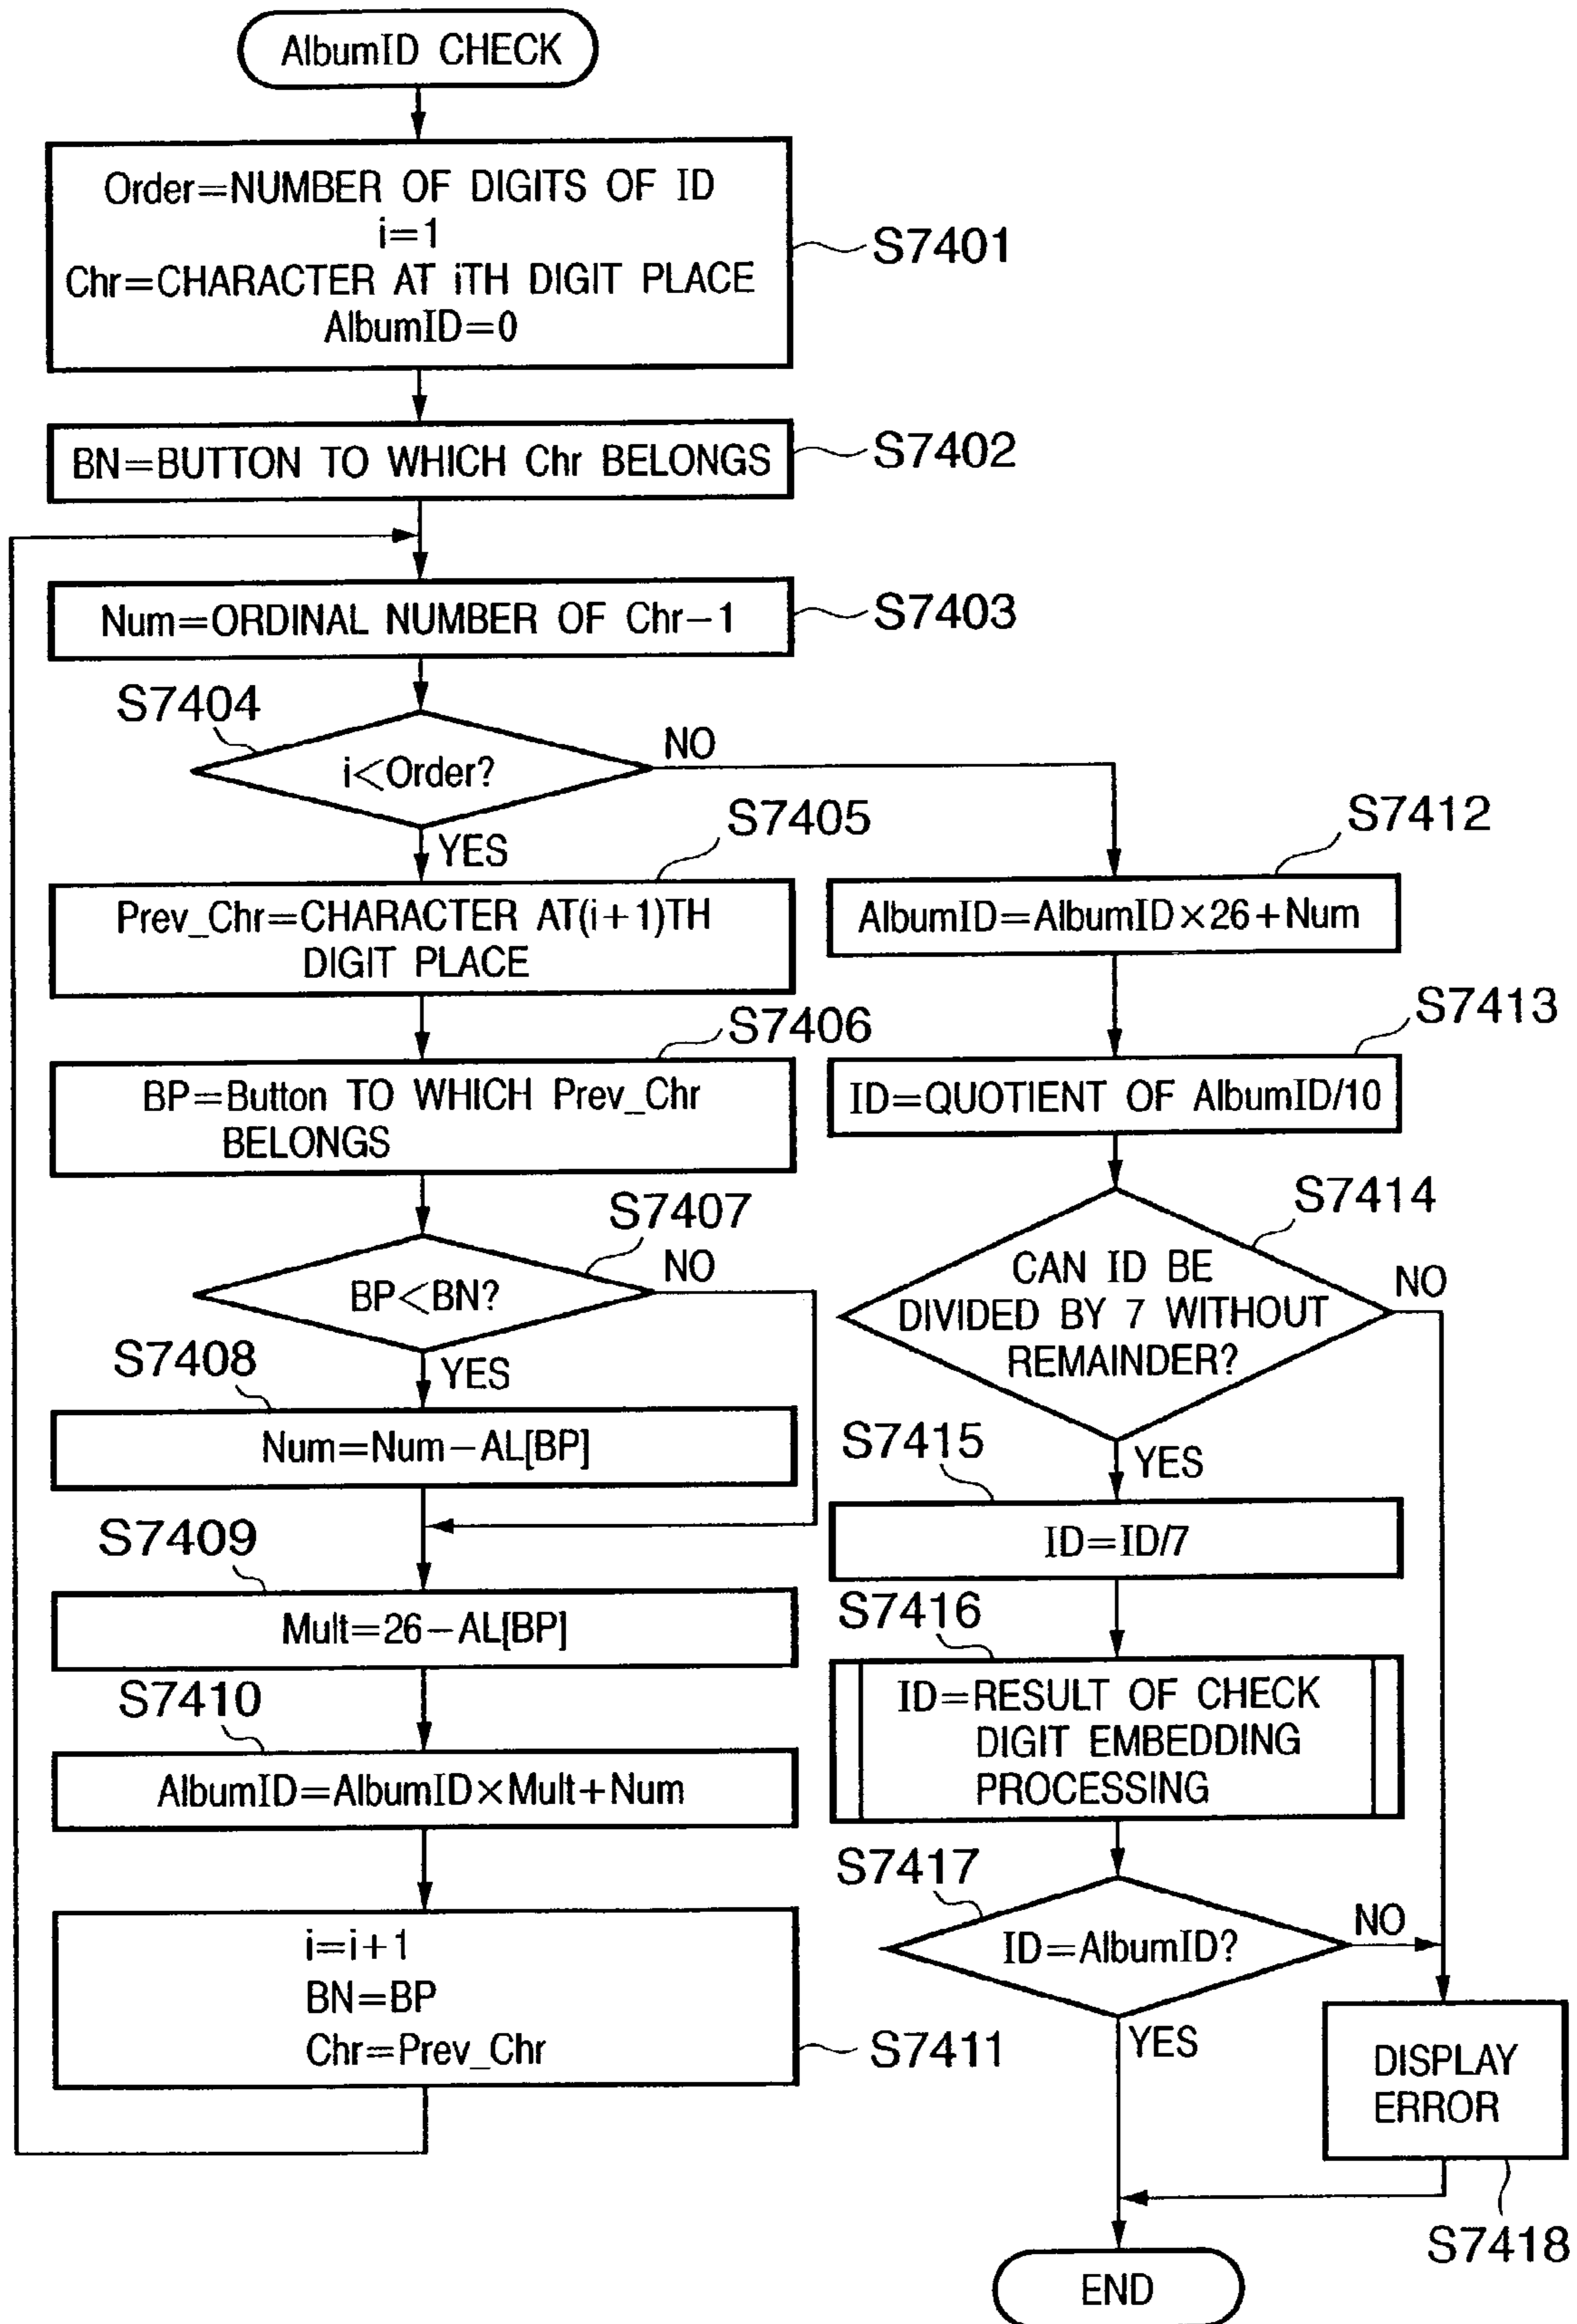 AlbumID CHECK
Order=NUMBER OF DIGITS OF ID
i=1
Chr=CHARACTER AT iTH DIGIT PLACE
AlbumID=0
S7401
BN=BUTTON TO WHICH Chr BELONGS
S7402
Num=ORDINAL NUMBER OF Chr-1
S7403
S7404
i<Order?
NO
YES
S7405
Prev_Chr=CHARACTER AT(i+1)TH
DIGIT PLACE
S7406
BP=Button TO WHICH Prev_Chr
BELONGS
S7407
BP<BN?
NO
YES
S7408
Num=Num-AL[BP]
S7409
Mult=26-AL[BP]
S7410
AlbumID=AlbumID×Mult+Num
i=i+1
BN=BP
Chr=Prev_Chr
S7411
S7412
AlbumID=AlbumID×26+Num
S7413
ID=QUOTIENT OF AlbumID/10
S7414
CAN ID BE
DIVIDED BY 7 WITHOUT
REMAINDER?
NO
YES
S7415
ID=ID/7
S7416
ID=RESULT OF CHECK
DIGIT EMBEDDING
PROCESSING
S7417
ID=AlbumID?
NO
YES
DISPLAY
ERROR
S7418
END